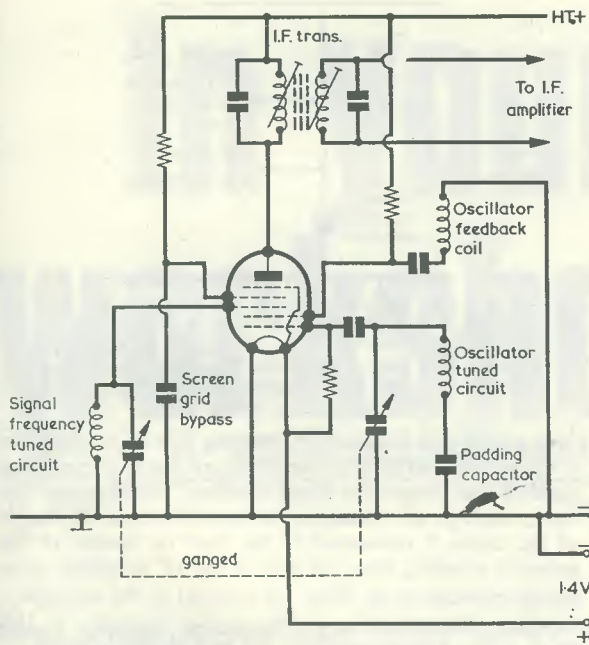 HT+
I.F. trans.
To I.F.
amplifier
Oscillator
feedback
coil
Oscillator
tuned
circuit
Screen
grid
bypass
Signal
frequency
tuned
circuit
Padding
capacitor
ganged
−
−
1·4V
+